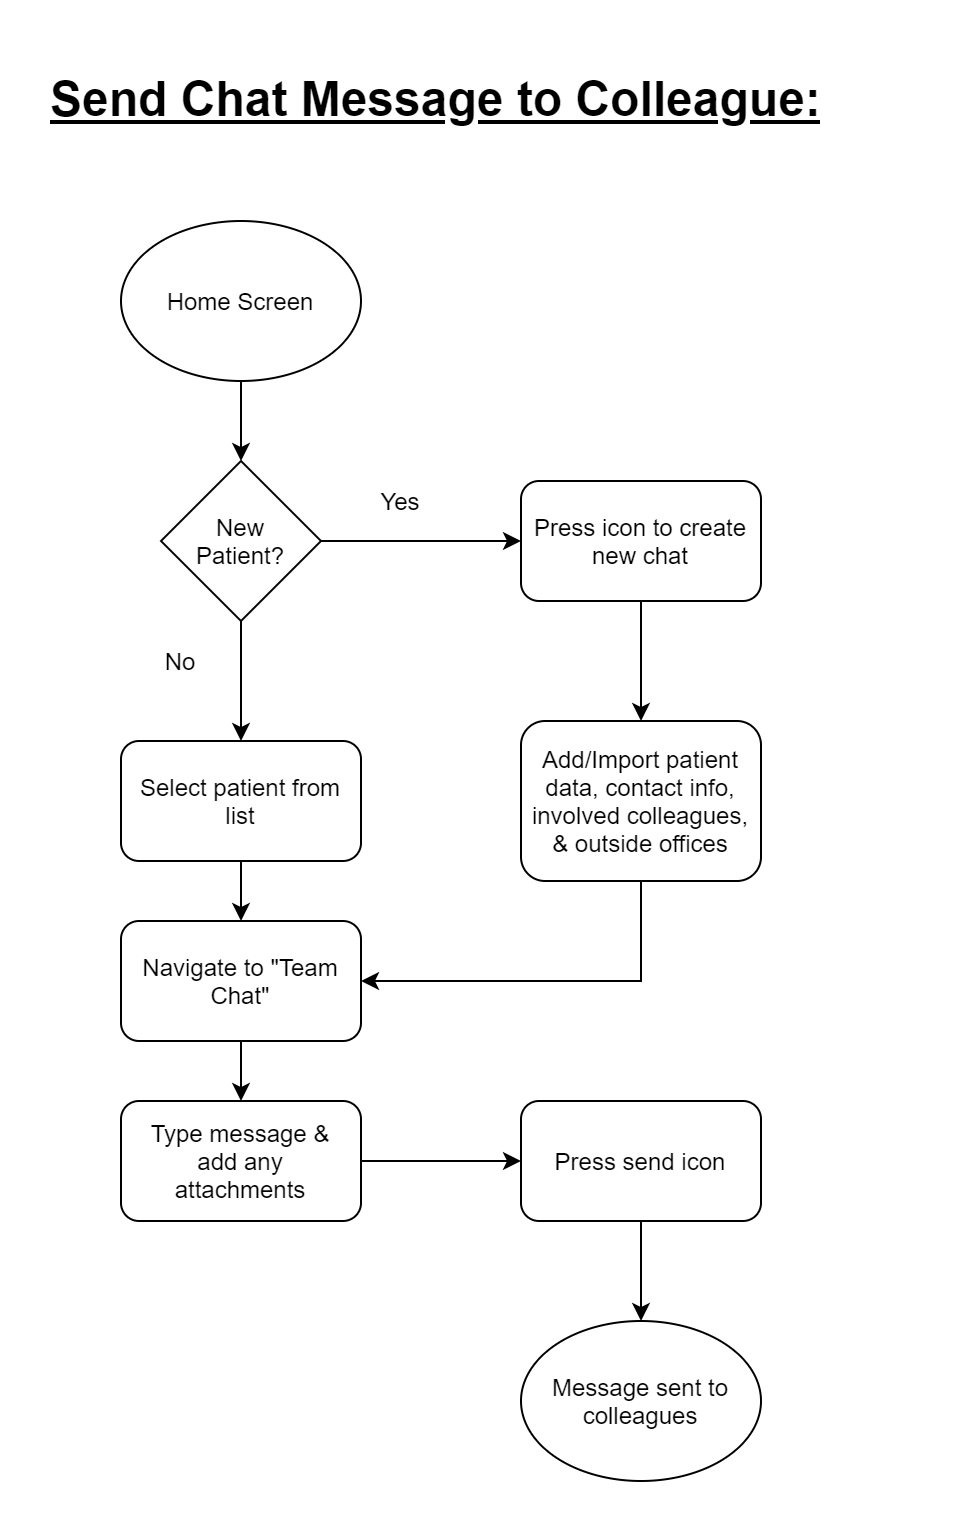 Send Chat Message to Colleague:
Home Screen
New
Patient?
Yes
Press icon to create
new chat
No
Select patient from
list
Add/Import patient
data, contact info,
involved colleagues,
& outside offices
Navigate to "Team
Chat"
Type message &
add any
attachments
Press send icon
Message sent to
colleagues